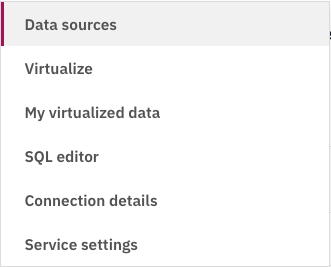 Data sources
Virtualize
My virtualized data
SQL editor
Connection details
Service settings